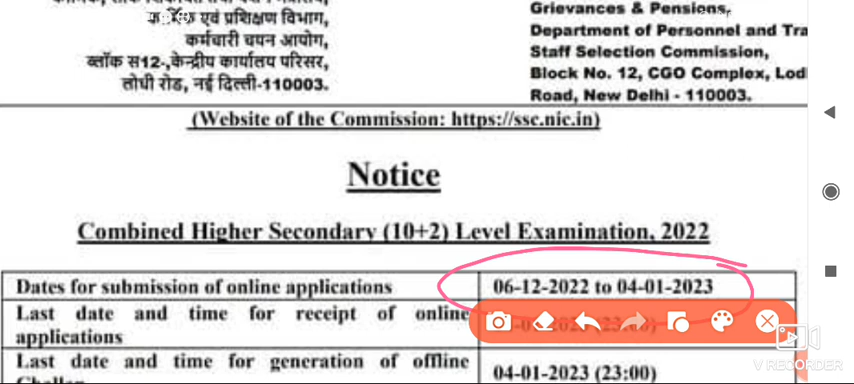 एवं प्रशिक्षण विभाग,
कर्मचारी चयन आयोग,
ब्लॉक स12-,केन्द्रीय कार्यालय परिसर,
लोधी रोड, नई दिल्ली-110003.
Grievances & Pensions,
Department of Personnel and Tra
Staff Selection Commission,
Block No. 12, CGO Complex, Lod
Road, New Delhi - 110003.
(Website of the Commission: https://ssc.nic.in)
Notice
Combined Higher Secondary (10+2) Level Examination, 2022
Dates for submission of online applications 06-12-2022 to 04-01-2023
Last date and time for receipt of online
applications
Last date and time for generation of offline
04-01-2023 (23:00)
V RECORDER